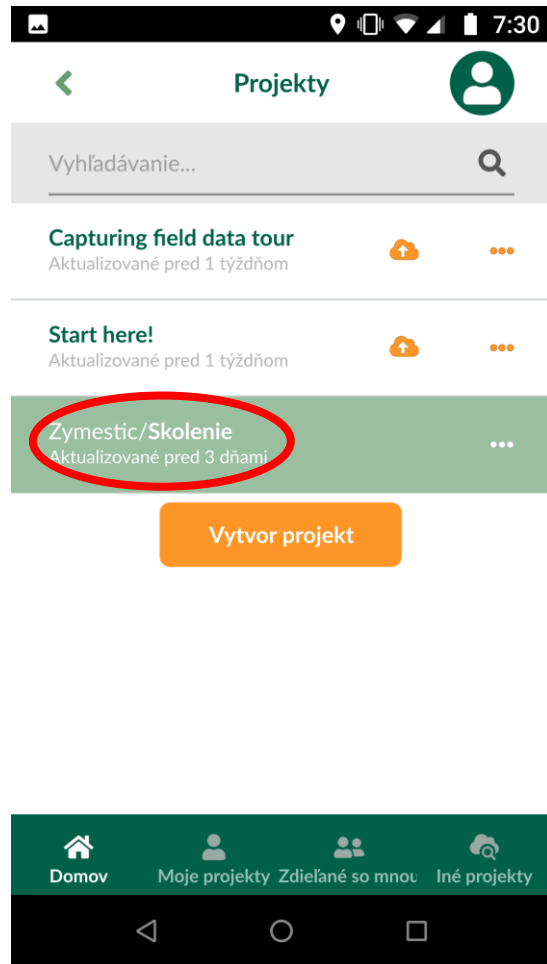 7:30
Projekty
Vyhľadávanie...
Capturing field data tour
Aktualizované pred 1 týždňom
Start here!
Aktualizované pred 1 týždňom
Zymestic/Skolenie
Aktualizované pred 3 dňami
Vytvor projekt
Domov Moje projekty Zdieľané so mnou Iné projekty